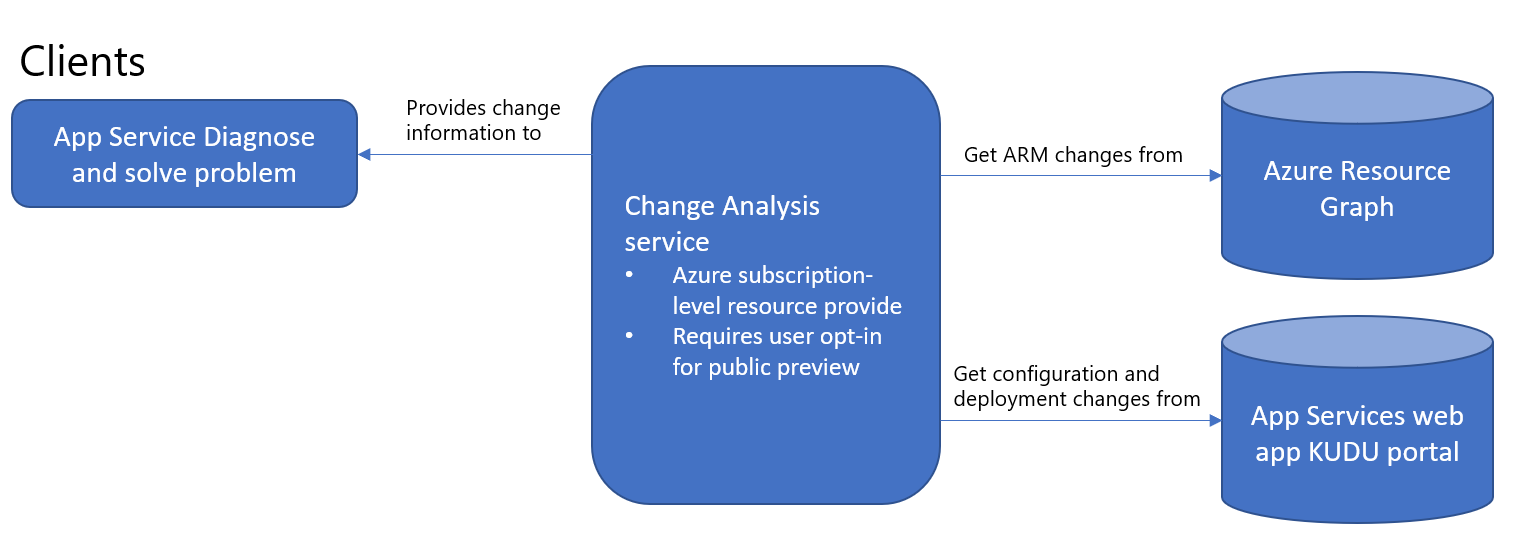 Clients
App Service Diagnose
and solve problem
Provides change
information to
Change Analysis
service
• Azure subscription-
level resource provide
• Requires user opt-in
for public preview
Get ARM changes from
Azure Resource
Graph
Get configuration and
deployment changes from
App Services web
app KUDU portal